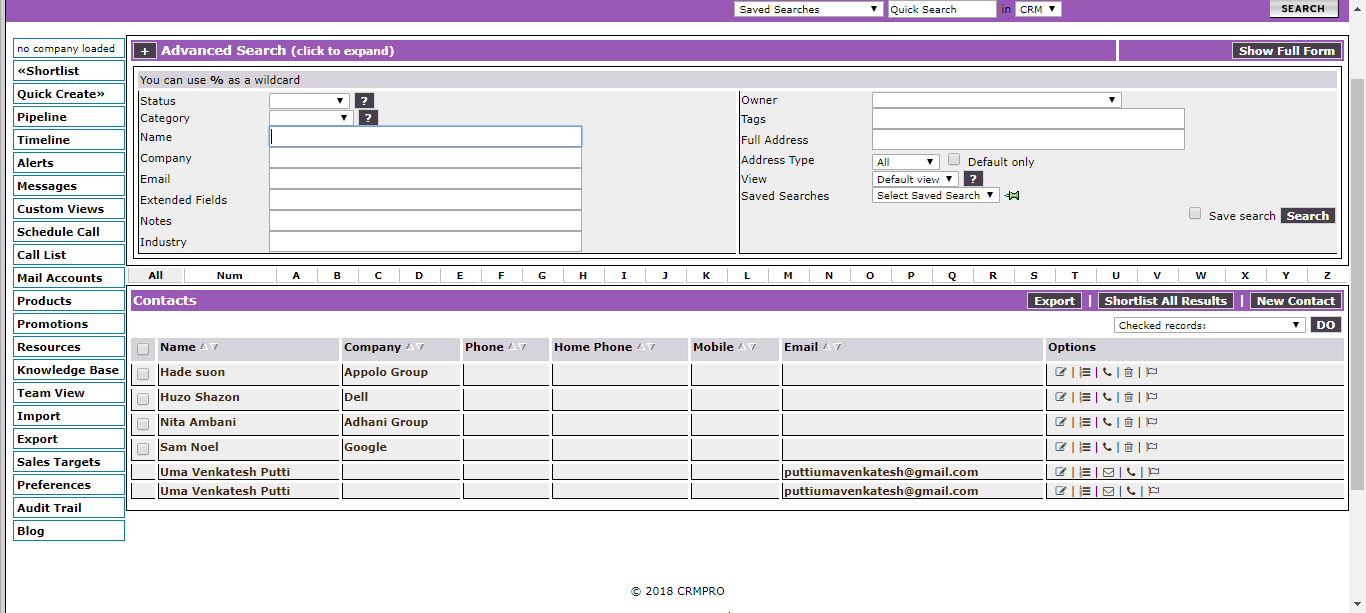 Saved Searches Quick Search in CRM SEARCH
no company loaded
«Shortlist
Quick Create»
Pipeline
Timeline
Alerts
Messages
Custom Views
Schedule Call
Call List
Mail Accounts
Products
Promotions
Resources
Knowledge Base
Team View
Import
Export
Sales Targets
Preferences
Audit Trail
Blog
+ Advanced Search (click to expand) Show Full Form
You can use % as a wildcard
Status ?
Category ?
Name
Company
Email
Extended Fields
Notes
Industry
Owner
Tags
Full Address
Address Type All Default only
View Default view ?
Saved Searches Select Saved Search
Save search Search
All Num A B C D E F G H I J K L M N O P Q R S T U V W X Y Z
Contacts Export | Shortlist All Results | New Contact
Checked records: DO
Name Company Phone Home Phone Mobile Email Options
Hade suon Appolo Group | | | |
Huzo Shazon Dell | | | |
Nita Ambani Adhani Group | | | |
Sam Noel Google | | | |
Uma Venkatesh Putti puttiumavenkatesh@gmail.com | | | |
Uma Venkatesh Putti puttiumavenkatesh@gmail.com | | | |
© 2018 CRMPRO